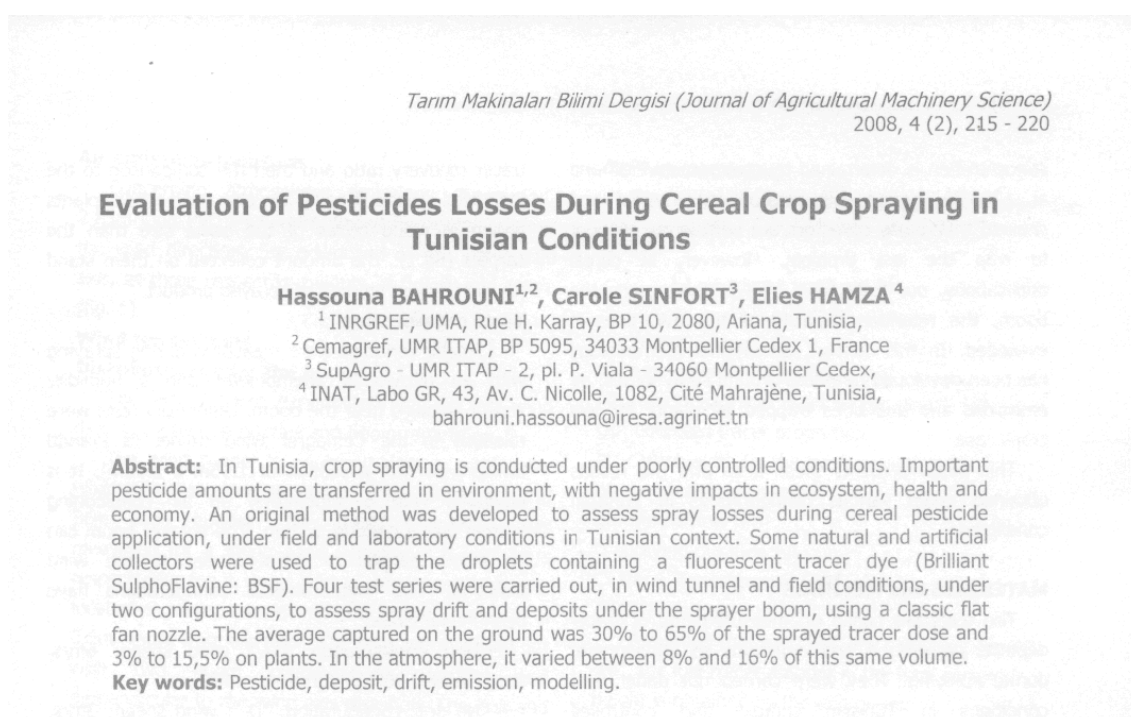 Tarım Makinaları Bilimi Dergisi (Journal of Agricultural Machinery Science)
2008, 4 (2), 215 - 220
Evaluation of Pesticides Losses During Cereal Crop Spraying in
Tunisian Conditions
Hassouna BAHROUNI1,2, Carole SINFORT3, Elies HAMZA 4
1 INRGREF, UMA, Rue H. Karray, BP 10, 2080, Ariana, Tunisia,
2 Cemagref, UMR ITAP, BP 5095, 34033 Montpellier Cedex 1, France
3 SupAgro - UMR ITAP - 2, pl. P. Viala - 34060 Montpellier Cedex,
4 INAT, Labo GR, 43, Av. C. Nicolle, 1082, Cité Mahrajène, Tunisia,
bahrouni.hassouna@iresa.agrinet.tn
Abstract: In Tunisia, crop spraying is conducted under poorly controlled conditions. Important
pesticide amounts are transferred in environment, with negative impacts in ecosystem, health and
economy. An original method was developed to assess spray losses during cereal pesticide
application, under field and laboratory conditions in Tunisian context. Some natural and artificial
collectors were used to trap the droplets containing a fluorescent tracer dye (Brilliant
SulphoFlavine: BSF). Four test series were carried out, in wind tunnel and field conditions, under
two configurations, to assess spray drift and deposits under the sprayer boom, using a classic flat
fan nozzle. The average captured on the ground was 30% to 65% of the sprayed tracer dose and
3% to 15,5% on plants. In the atmosphere, it varied between 8% and 16% of this same volume.
Key words: Pesticide, deposit, drift, emission, modelling.